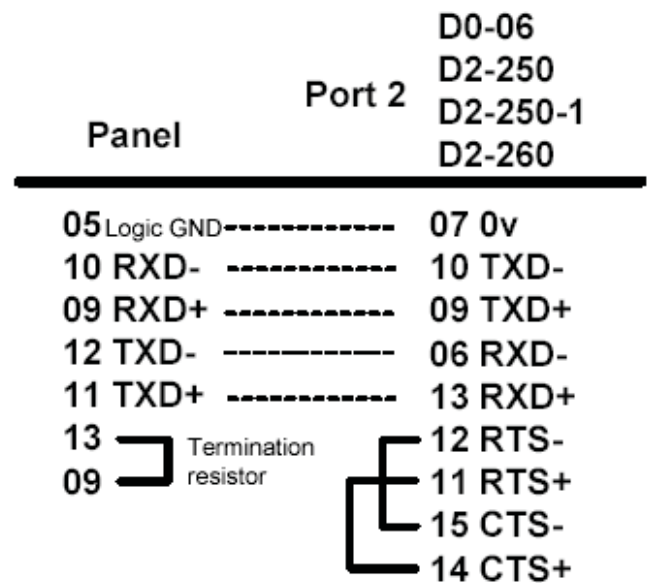 D0-06
D2-250
Port 2
D2-250-1
Panel
D2-260
05 Logic GND 07 0v
10 RXD- 10 TXD-
09 RXD+ 09 TXD+
12 TXD- 06 RXD-
11 TXD+ 13 RXD+
13 Termination 12 RTS-
09 resistor 11 RTS+
15 CTS-
14 CTS+